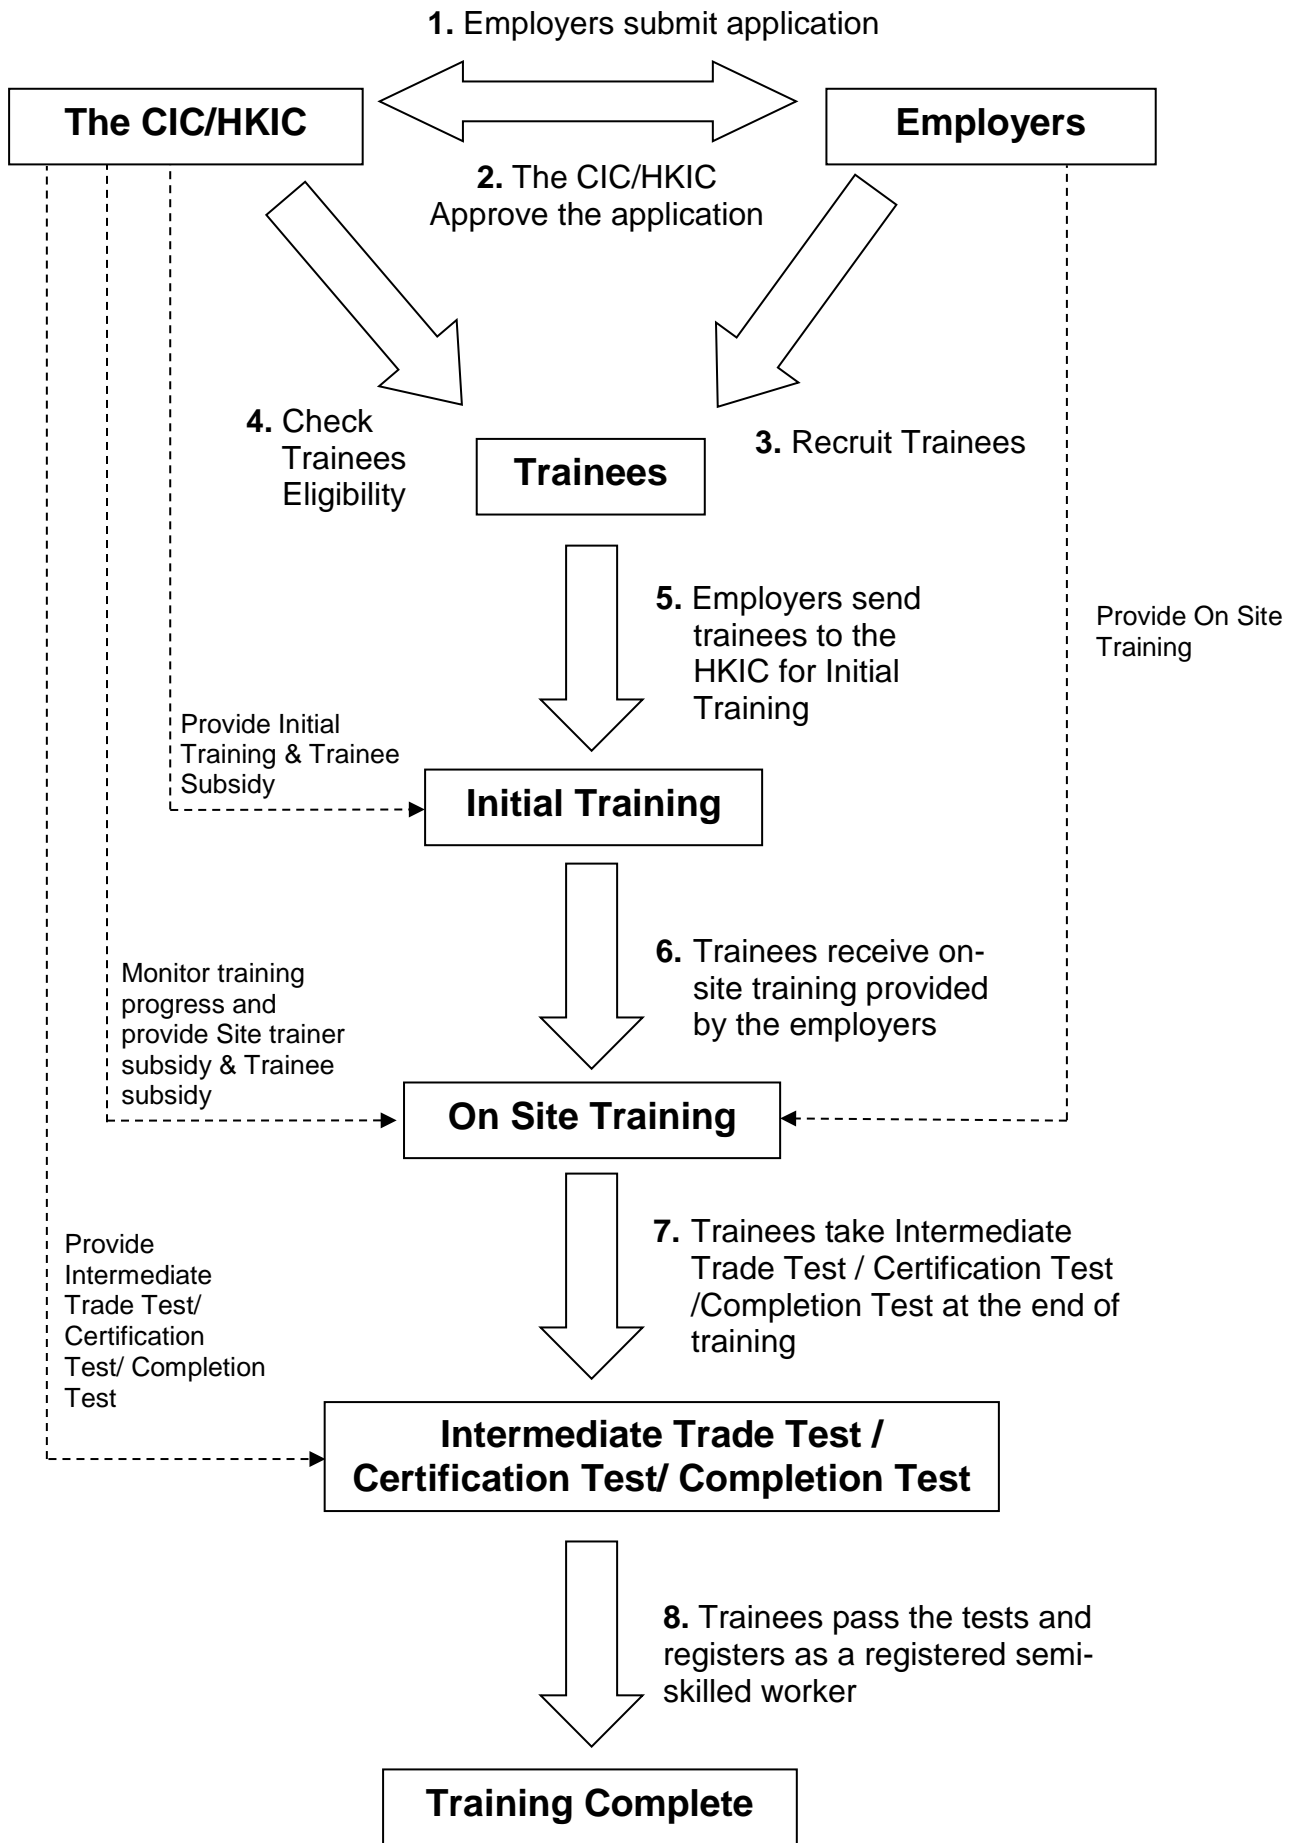 1. Employers submit application
The CIC/HKIC
Employers
2. The CIC/HKIC
Approve the application
4. Check
Trainees
Eligibility
3. Recruit Trainees
Trainees
5. Employers send
trainees to the
HKIC for Initial
Training
Provide On Site
Training
Provide Initial
Training & Trainee
Subsidy
Initial Training
6. Trainees receive on-
site training provided
by the employers
Monitor training
progress and
provide Site trainer
subsidy & Trainee
subsidy
On Site Training
7. Trainees take Intermediate
Trade Test / Certification Test
/Completion Test at the end of
training
Provide
Intermediate
Trade Test/
Certification
Test/ Completion
Test
Intermediate Trade Test /
Certification Test/ Completion Test
8. Trainees pass the tests and
registers as a registered semi-
skilled worker
Training Complete